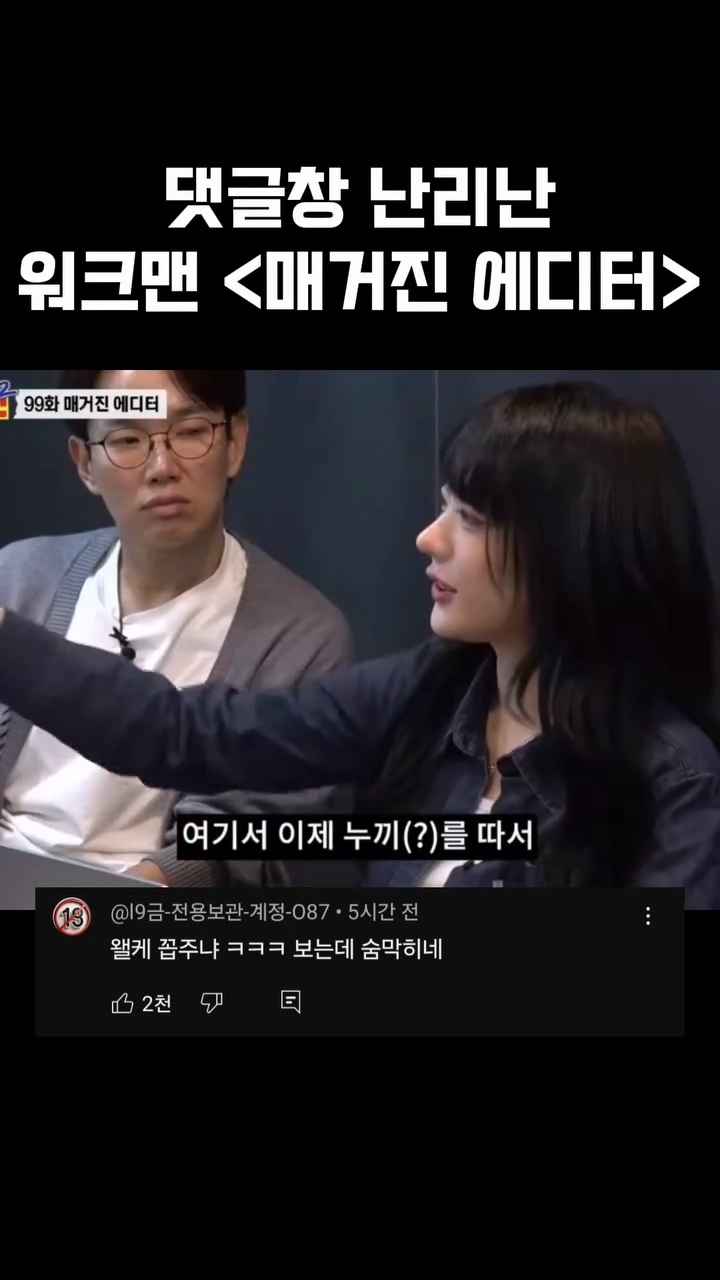 댓글창 난리난
워크맨 <매거진 에디터>
99화 매거진 에디터
여기서 이제 누끼(?)를 따서
@l9금-전용보관-계정-O87 • 5시간 전
왤케 꼽주냐 ㅋㅋㅋ 보는데 숨막히네
2천